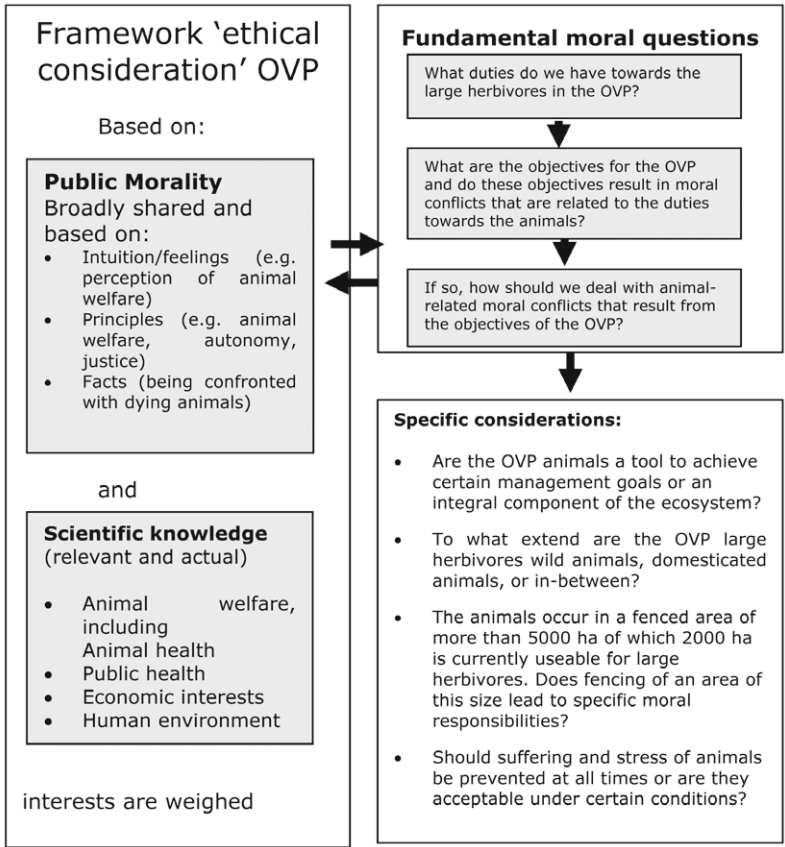 Framework ‘ethical
consideration’ OVP
Based on:
Public Morality
Broadly shared and
based on:
• Intuition/feelings (e.g.
perception of animal
welfare)
• Principles (e.g. animal
welfare, autonomy,
justice)
• Facts (being confronted
with dying animals)
and
Scientific knowledge
(relevant and actual)
• Animal welfare,
including
Animal health
• Public health
• Economic interests
• Human environment
interests are weighed
Fundamental moral questions
What duties do we have towards the
large herbivores in the OVP?
What are the objectives for the OVP
and do these objectives result in moral
conflicts that are related to the duties
towards the animals?
If so, how should we deal with animal-
related moral conflicts that result from
the objectives of the OVP?
Specific considerations:
• Are the OVP animals a tool to achieve
certain management goals or an
integral component of the ecosystem?
• To what extend are the OVP large
herbivores wild animals, domesticated
animals, or in-between?
• The animals occur in a fenced area of
more than 5000 ha of which 2000 ha
is currently useable for large
herbivores. Does fencing of an area of
this size lead to specific moral
responsibilities?
• Should suffering and stress of animals
be prevented at all times or are they
acceptable under certain conditions?